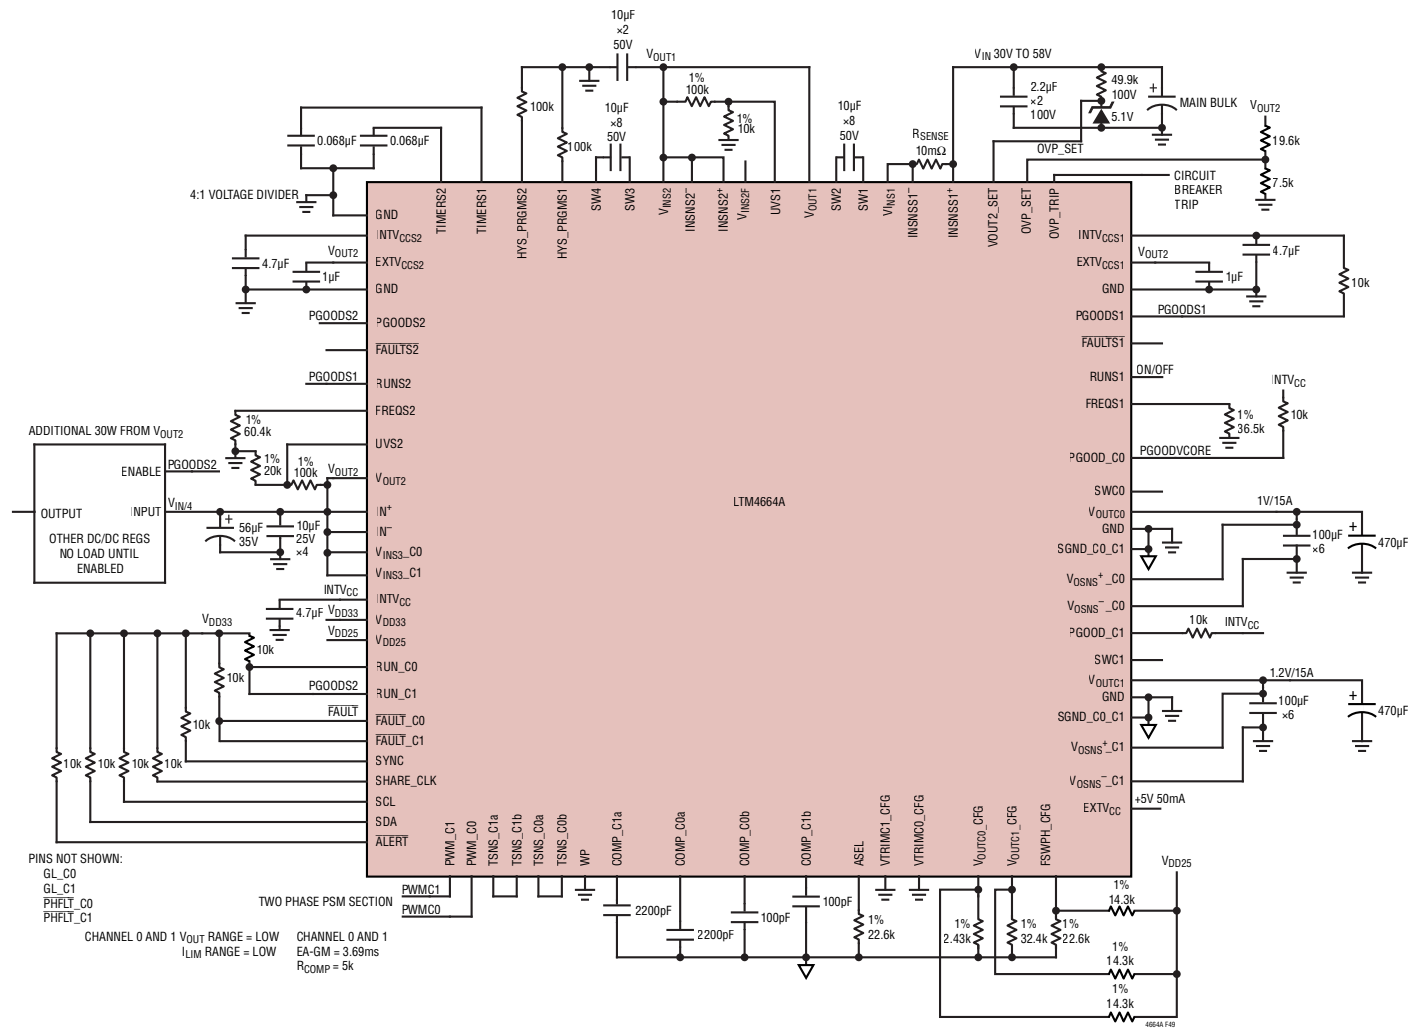 10µF
×2
50V
VOUT1
VIN 30V TO 58V
1%
100k
1%
10k
2.2µF
×2
100V
49.9k
100V
5.1V
MAIN BULK
VOUT2
19.6k
7.5k
100k
100k
10µF
×8
50V
10µF
×8
50V
RSENSE
10mΩ
OVP_SET
CIRCUIT
BREAKER
TRIP
0.068µF
0.068µF
4:1 VOLTAGE DIVIDER
TIMERS2
TIMERS1
HYS_PRGMS2
HYS_PRGMS1
SW4
SW3
VINS2
INSNS2–
INSNS2+
VINS2F
UVS1
VOUT1
SW2
SW1
VINS1
INSNSS1–
INSNSS1+
VOUT2_SET
OVP_SET
OVP_TRIP
GND
INTVCCS2
4.7µF
VOUT2
EXTVCCS2
1µF
GND
PGOODS2
PGOODS2
FAULTS2
PGOODS1
RUNS2
FREQS2
1%
60.4k
UVS2
1%
20k
1%
100k
VOUT2
VOUT2
ADDITIONAL 30W FROM VOUT2
ENABLE
PGOODS2
OUTPUT
INPUT
VIN/4
OTHER DC/DC REGS
NO LOAD UNTIL
ENABLED
56µF
35V
10µF
25V
×4
IN+
IN–
VINS3_C0
VINS3_C1
INTVCC
INTVCC
4.7µF
VDD33
VDD33
VDD25
VDD25
VDD33
10k
RUN_C0
10k
PGOODS2
RUN_C1
FAULT
FAULT_C0
10k
FAULT_C1
SYNC
10k
10k
10k
10k
SHARE_CLK
SCL
SDA
ALERT
LTM4664A
INTVCCS1
4.7µF
VOUT2
EXTVCCS1
1µF
10k
GND
PGOODS1
PGOODS1
FAULTS1
RUNS1
ON/OFF
FREQS1
1%
36.5k
INTVCC
10k
PGOOD_C0
PGOODVCORE
SWC0
VOUTC0
1V/15A
GND
SGND_C0_C1
100µF
×6
470µF
VOSNS+_C0
VOSNS–_C0
PGOOD_C1
10k
INTVCC
SWC1
VOUTC1
1.2V/15A
GND
SGND_C0_C1
100µF
×6
470µF
VOSNS+_C1
VOSNS–_C1
EXTVCC
+5V 50mA
PWM_C1
PWM_C0
TSNS_C1a
TSNS_C1b
TSNS_C0a
TSNS_C0b
WP
COMP_C1a
COMP_C0a
COMP_C0b
COMP_C1b
ASEL
VTRIMC1_CFG
VTRIMC0_CFG
VOUTC0_CFG
VOUTC1_CFG
FSWPH_CFG
PINS NOT SHOWN:
GL_C0
GL_C1
PHFLT_C0
PHFLT_C1
TWO PHASE PSM SECTION
PWMC1
PWMC0
CHANNEL 0 AND 1 VOUT RANGE = LOW
ILIM RANGE = LOW
CHANNEL 0 AND 1
EA-GM = 3.69ms
RCOMP = 5k
2200pF
2200pF
100pF
100pF
1%
22.6k
1%
2.43k
1%
32.4k
1%
22.6k
VDD25
1%
14.3k
1%
14.3k
1%
14.3k
4664A F49